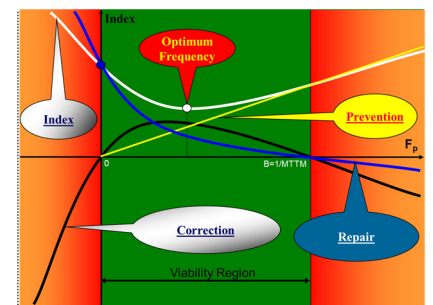 Index
Optimum
Frequency
Index
Prevention
Fp
0
B=1/MTTM
Correction
Repair
Viability Region